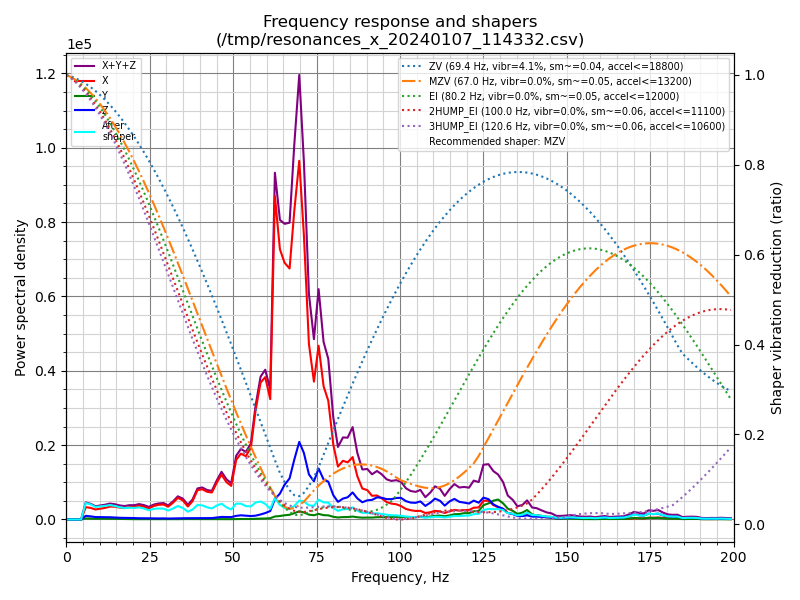 Frequency response and shapers
(/tmp/resonances_x_20240107_114332.csv)
1e5
X+Y+Z
X
Y
Z
After
shaper
ZV (69.4 Hz, vibr=4.1%, sm~=0.04, accel<=18800)
MZV (67.0 Hz, vibr=0.0%, sm~=0.05, accel<=13200)
EI (80.2 Hz, vibr=0.0%, sm~=0.05, accel<=12000)
2HUMP_EI (100.0 Hz, vibr=0.0%, sm~=0.06, accel<=11100)
3HUMP_EI (120.6 Hz, vibr=0.0%, sm~=0.06, accel<=10600)
Recommended shaper: MZV
Power spectral density
1.2
1.0
0.8
0.6
0.4
0.2
0.0
1.0
0.8
0.6
0.4
0.2
0.0
Shaper vibration reduction (ratio)
0 25 50 75 100 125 150 175 200
Frequency, Hz